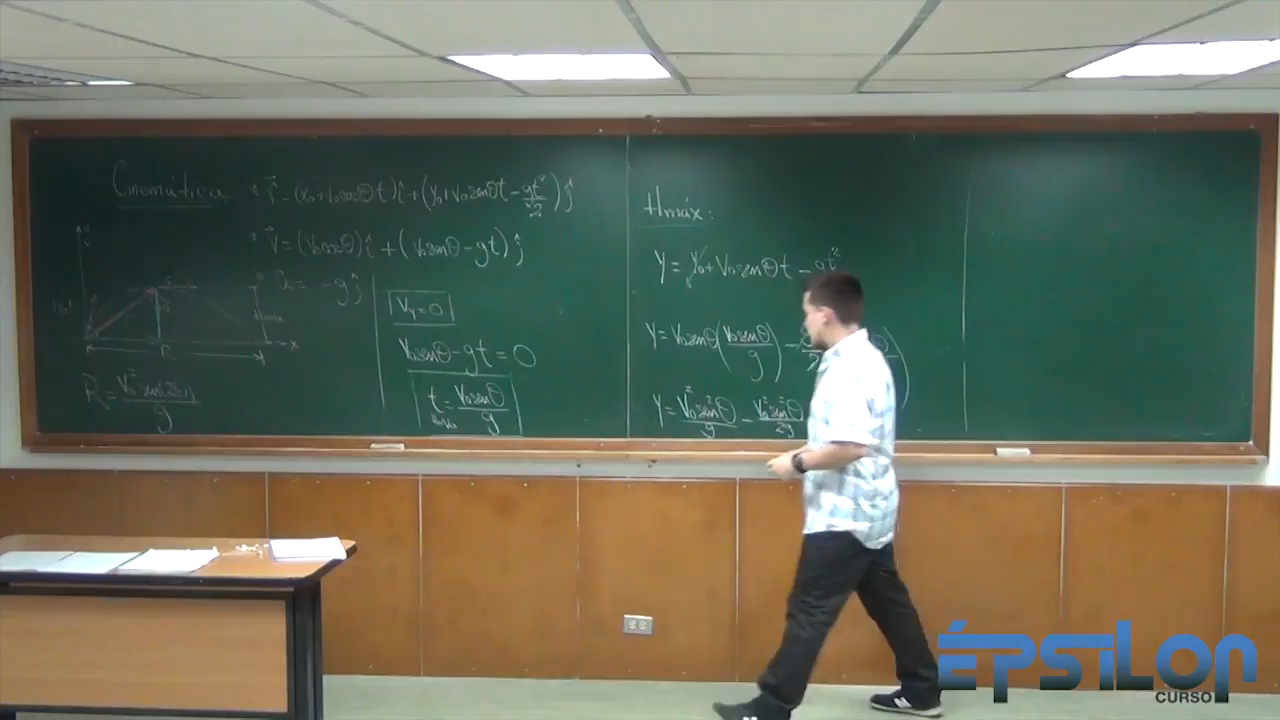 Cinemática
* r⃗ = (x₀ + v₀cosθt)î + (y₀ + v₀senθt - gt²/2)ĵ
* v⃗ = (v₀cosθ)î + (v₀senθ - gt)ĵ
* a⃗ = -gĵ
y
x
R
R = v₀² sen(2θ)/g
Vy = 0
v₀senθ - gt = 0
t = v₀senθ/g
Hmáx:
Y = y₀ + v₀senθt - gt²
Y = v₀senθ(v₀senθ/g) -
Y = v₀²sen²θ/g - v₀²sen²θ/2g
ÉPSILON
CURSO